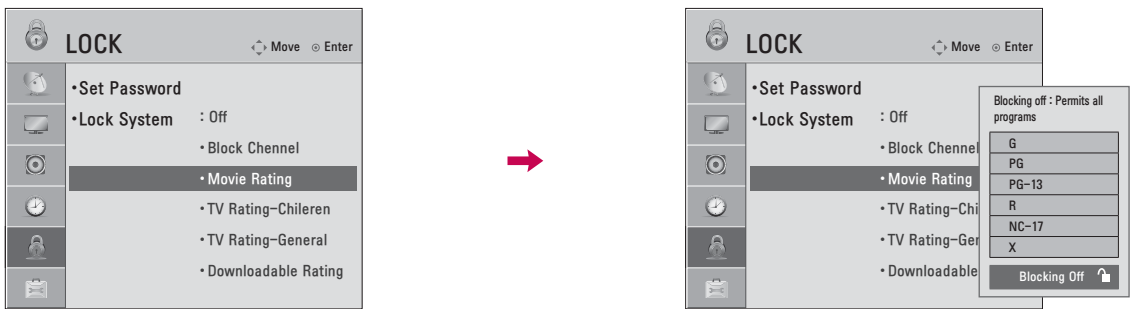 LOCK
Move Enter
·Set Password
·Lock System : Off
·Block Chennel
·Movie Rating
·TV Rating-Chileren
·TV Rating-General
·Downloadable Rating
LOCK
Move Enter
·Set Password
·Lock System : Off
·Block Chennel
·Movie Rating
·TV Rating-Chi
·TV Rating-Ger
·Downloadable
Blocking off : Permits all
programs
G
PG
PG-13
R
NC-17
X
Blocking Off